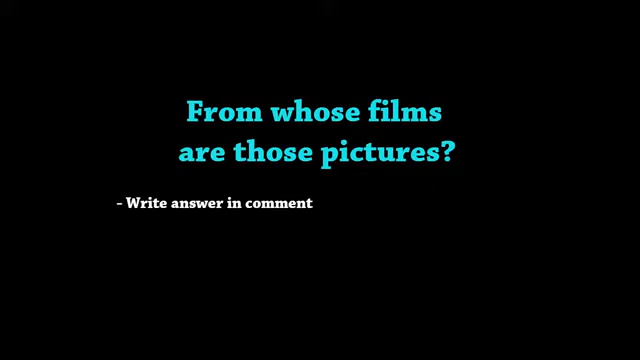 From whose films
are those pictures?
- Write answer in comment